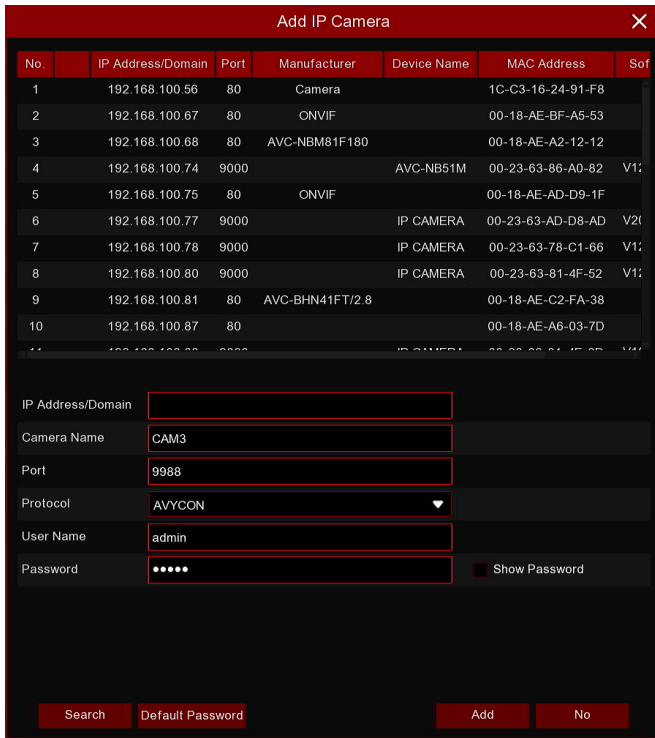 Add IP Camera
No. IP Address/Domain Port Manufacturer Device Name MAC Address Sof
1 192.168.100.56 80 Camera 1C-C3-16-24-91-F8
2 192.168.100.67 80 ONVIF 00-18-AE-BF-A5-53
3 192.168.100.68 80 AVC-NBM81F180 00-18-AE-A2-12-12
4 192.168.100.74 9000 AVC-NB51M 00-23-63-86-A0-82 V12
5 192.168.100.75 80 ONVIF 00-18-AE-AD-D9-1F
6 192.168.100.77 9000 IP CAMERA 00-23-63-AD-D8-AD V20
7 192.168.100.78 9000 IP CAMERA 00-23-63-78-C1-66 V12
8 192.168.100.80 9000 IP CAMERA 00-23-63-81-4F-52 V12
9 192.168.100.81 80 AVC-BHN41FT/2.8 00-18-AE-C2-FA-38
10 192.168.100.87 80 00-18-AE-A6-03-7D
IP Address/Domain
Camera Name CAM3
Port 9988
Protocol AVYCON
User Name admin
Password ••••• Show Password
Search Default Password Add No